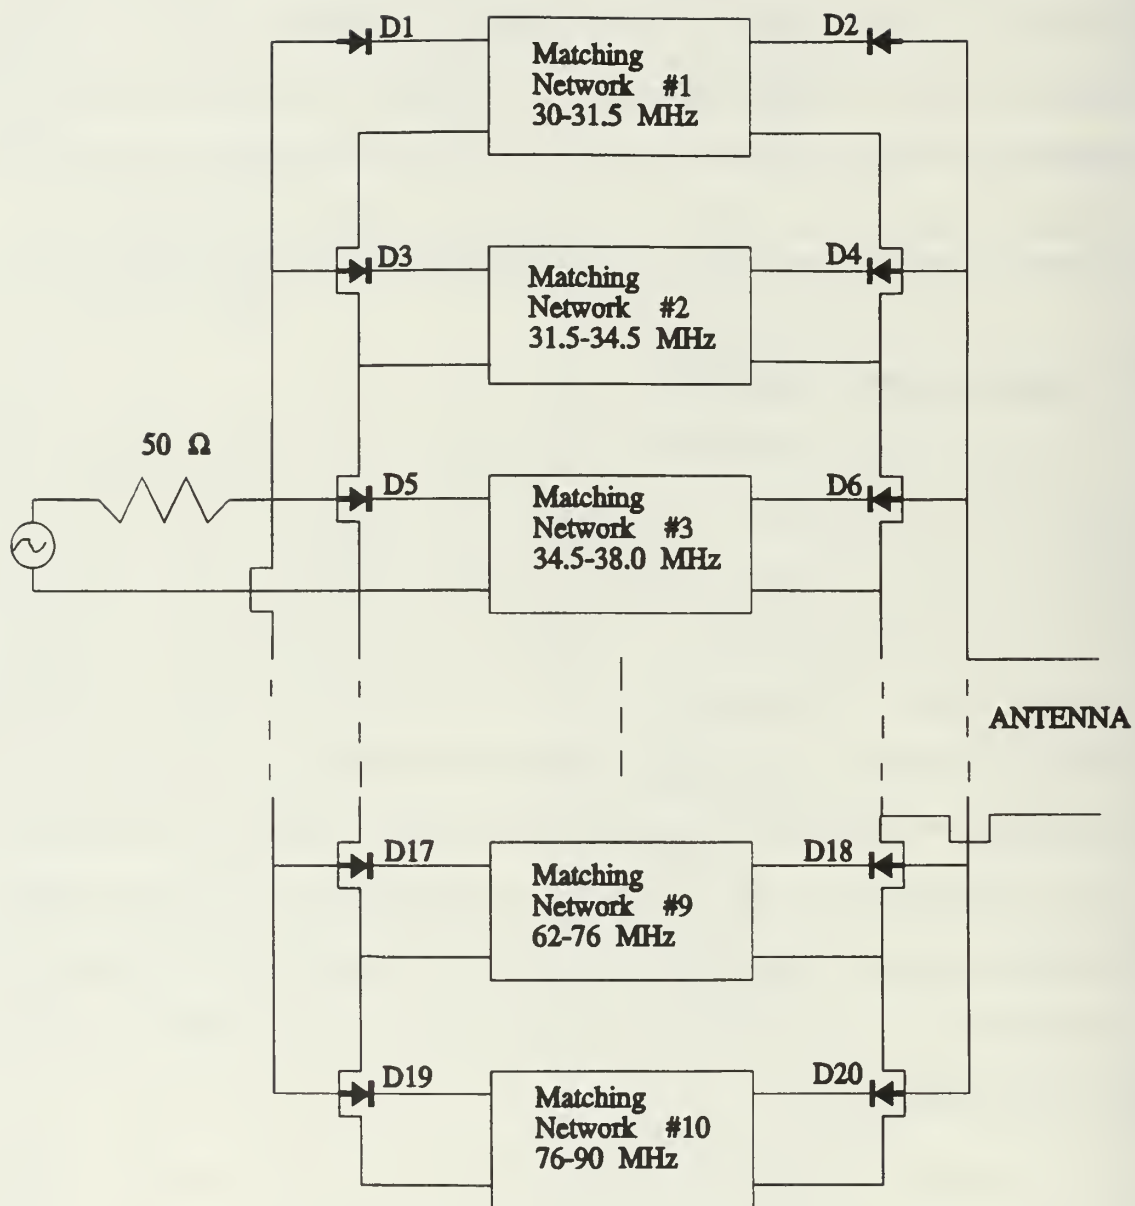 D1
D2
Matching
Network #1
30-31.5 MHz
D3
D4
Matching
Network #2
31.5-34.5 MHz
50 Ω
D5
D6
Matching
Network #3
34.5-38.0 MHz
ANTENNA
D17
D18
Matching
Network #9
62-76 MHz
D19
D20
Matching
Network #10
76-90 MHz